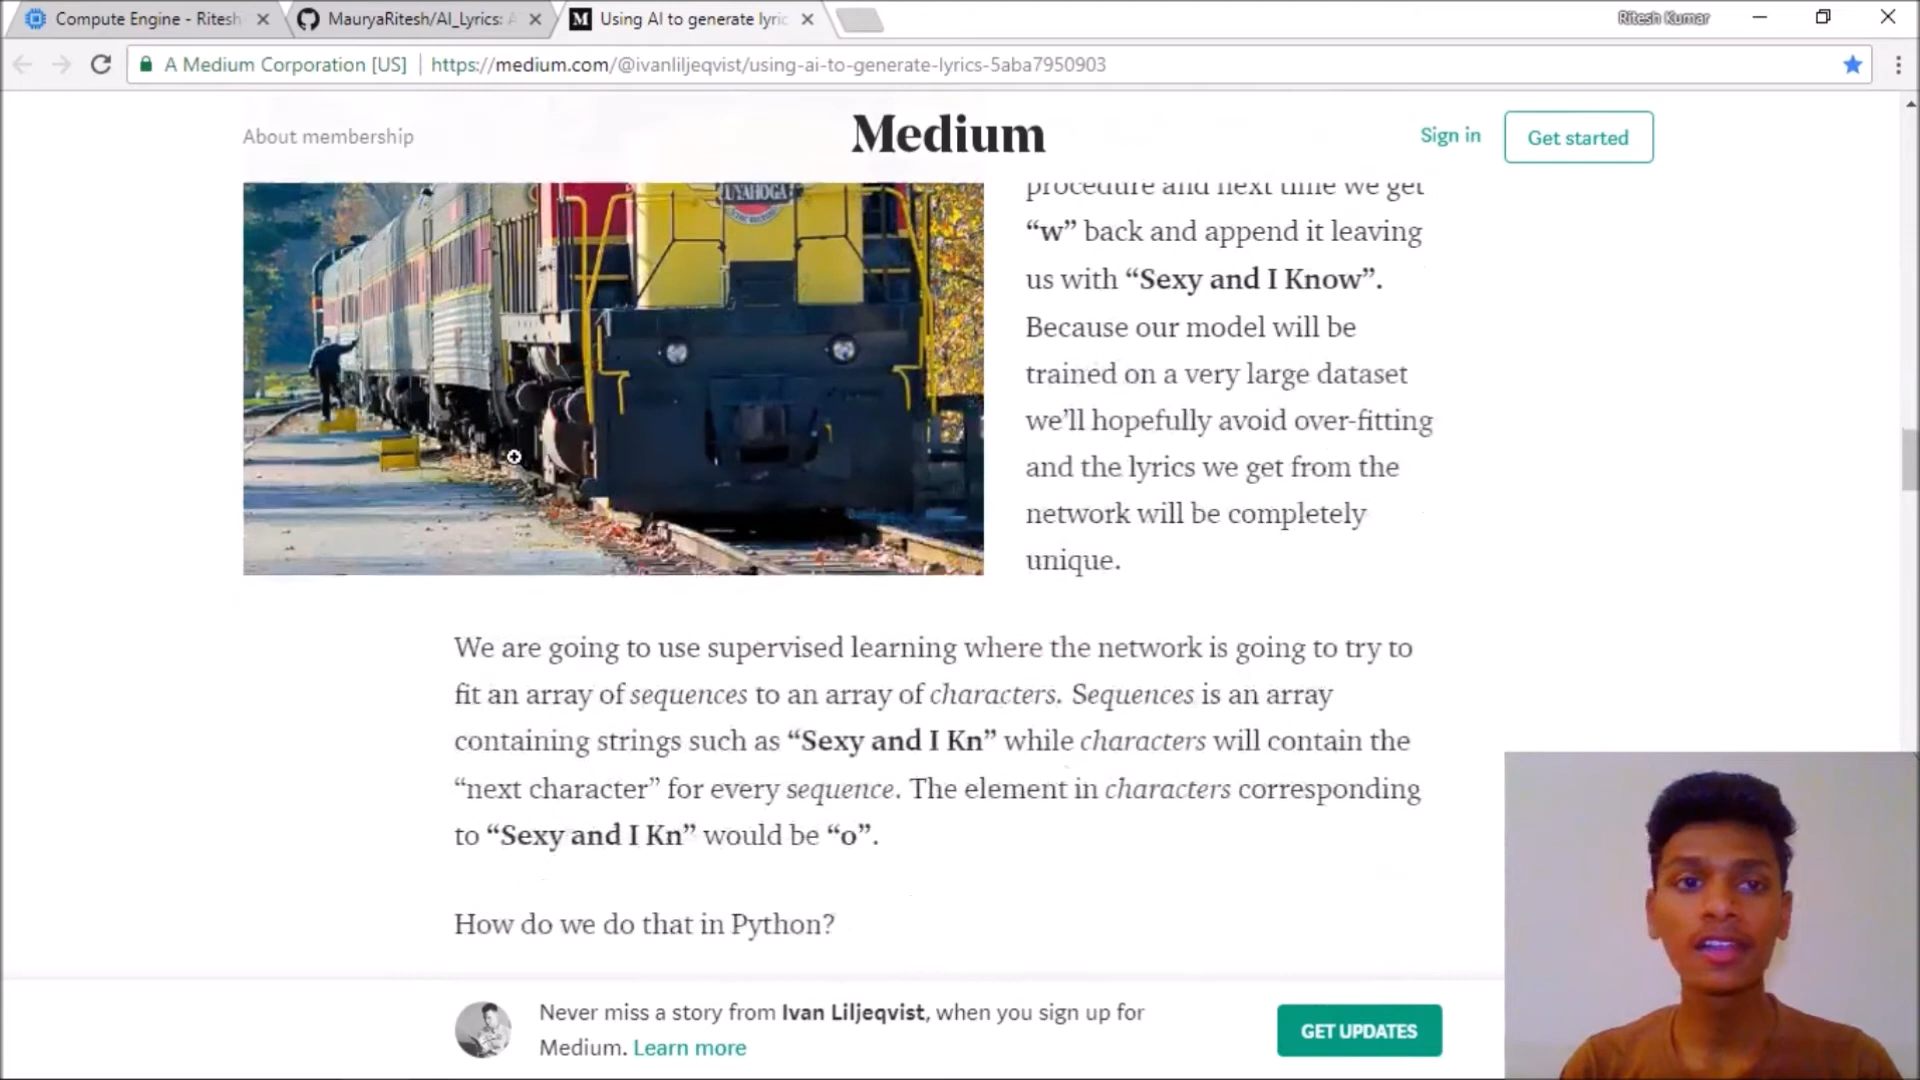 Compute Engine - Ritesh
MauryaRitesh/AI_Lyrics: A
M Using AI to generate lyric
Ritesh Kumar
A Medium Corporation [US] | https://medium.com/@ivanliljeqvist/using-ai-to-generate-lyrics-5aba7950903
About membership
Medium
Sign in
Get started
UYAHOGA
procedure and next time we get
“w” back and append it leaving
us with “Sexy and I Know”.
Because our model will be
trained on a very large dataset
we’ll hopefully avoid over-fitting
and the lyrics we get from the
network will be completely
unique.
We are going to use supervised learning where the network is going to try to
fit an array of sequences to an array of characters. Sequences is an array
containing strings such as “Sexy and I Kn” while characters will contain the
“next character” for every sequence. The element in characters corresponding
to “Sexy and I Kn” would be “o”.
How do we do that in Python?
Never miss a story from Ivan Liljeqvist, when you sign up for
Medium. Learn more
GET UPDATES